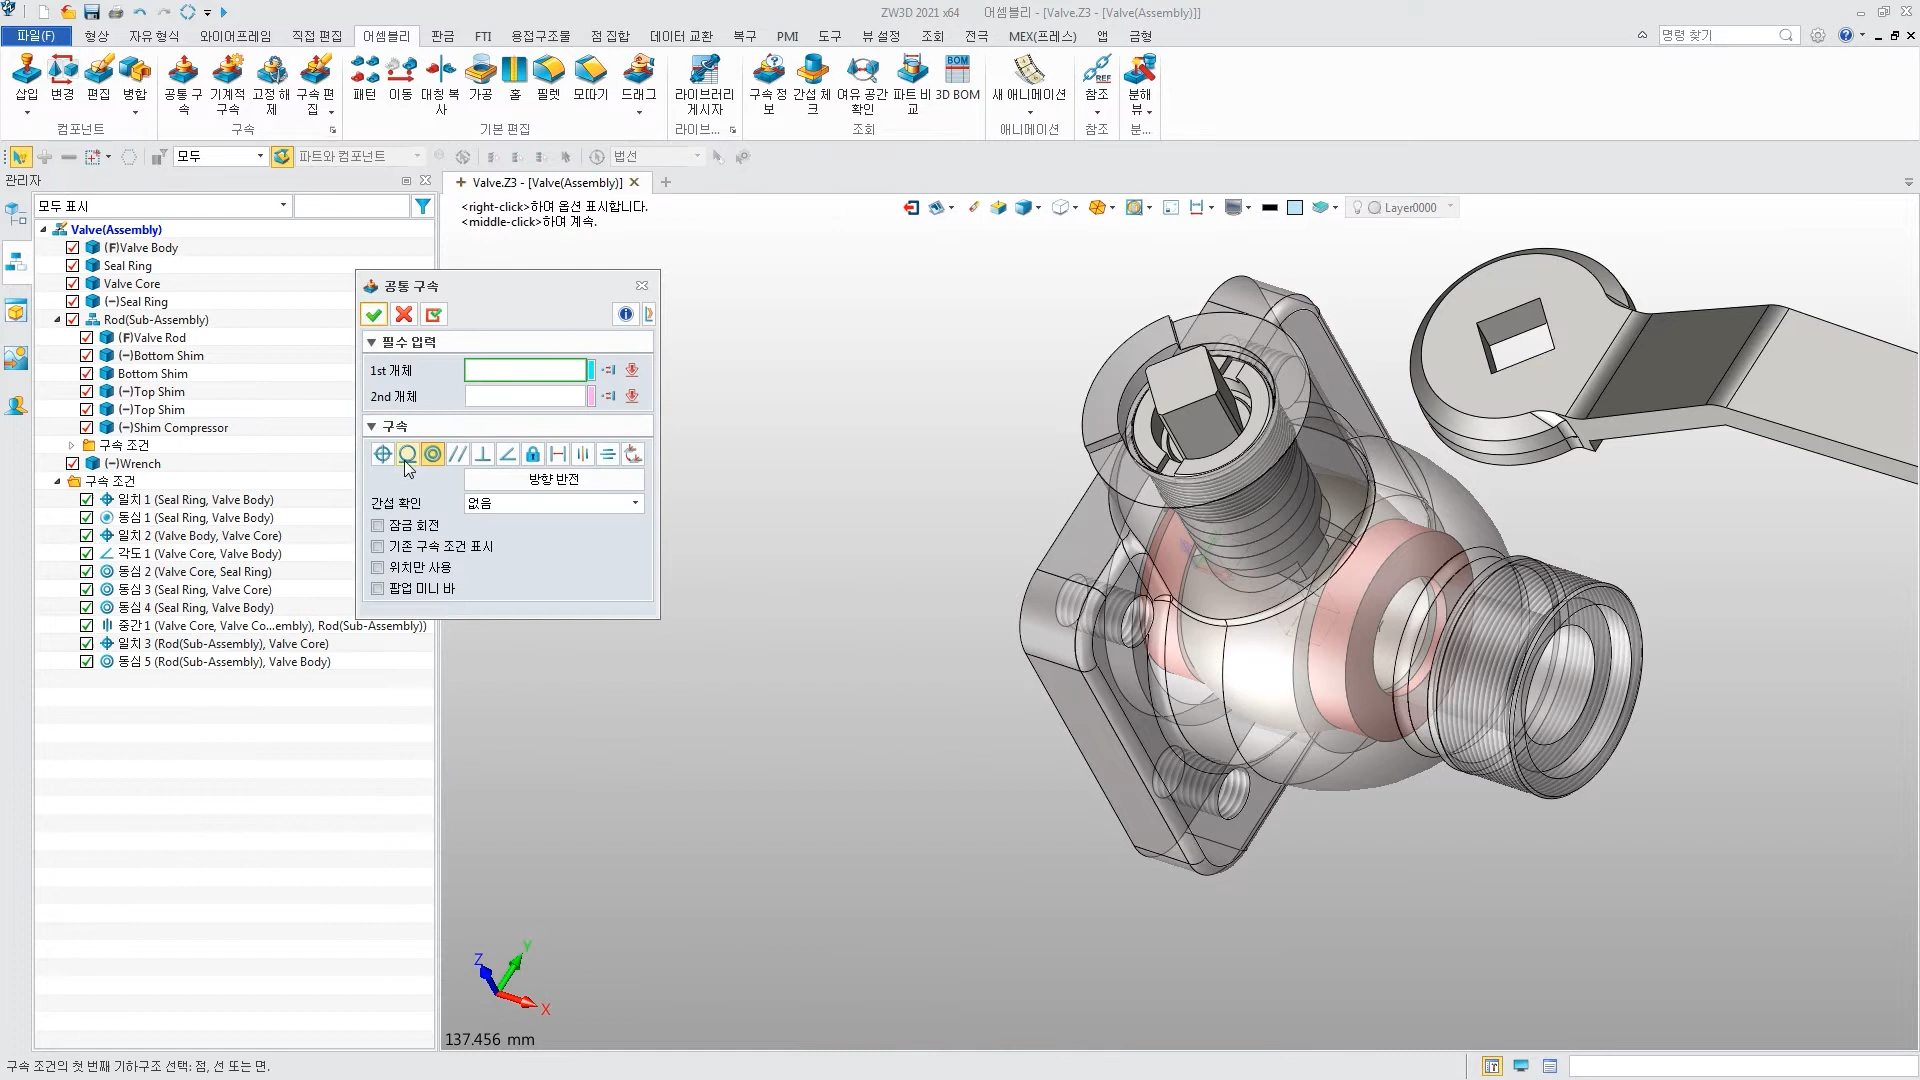 ZW3D 2021 x64 어셈블리 - [Valve.Z3 - [Valve(Assembly)]]
파일(F) 형상 자유 형식 와이어프레임 직접 편집 어셈블리 판금 FTI 용접구조물 점 집합 데이터 교환 복구 PMI 도구 뷰 설정 조회 전극 MEX(프레스) 앱 금형 명령 찾기
삽입 변경 편집 병합 공통 구속 기계적 구속 고정 해제 구속 편집 패턴 이동 대칭 복사 가공 홀 필렛 모따기 드래그 라이브러리 게시자 구속 정보 간섭 체크 여유 공간 확인 파트 비교 BOM 3D BOM 새 애니메이션 REF 참조 분해 뷰
컴포넌트 구속 기본 편집 라이브... 조회 애니메이션 참조 분...
모두 파트와 컴포넌트 법선
관리자
Valve.Z3 - [Valve(Assembly)]
모두 표시
<right-click>하여 옵션 표시합니다.
<middle-click>하여 계속.
Layer0000
Valve(Assembly)
(F)Valve Body
Seal Ring
Valve Core
(−)Seal Ring
Rod(Sub-Assembly)
(F)Valve Rod
(−)Bottom Shim
Bottom Shim
(−)Top Shim
(−)Top Shim
(−)Shim Compressor
구속 조건
(−)Wrench
구속 조건
일치 1 (Seal Ring, Valve Body)
동심 1 (Seal Ring, Valve Body)
일치 2 (Valve Body, Valve Core)
각도 1 (Valve Core, Valve Body)
동심 2 (Valve Core, Seal Ring)
동심 3 (Seal Ring, Valve Core)
동심 4 (Seal Ring, Valve Body)
중간 1 (Valve Core, Valve Co...embly), Rod(Sub-Assembly))
일치 3 (Rod(Sub-Assembly), Valve Core)
동심 5 (Rod(Sub-Assembly), Valve Body)
공통 구속
필수 입력
1st 개체
2nd 개체
구속
방향 반전
간섭 확인 없음
잠금 회전
기존 구속 조건 표시
위치만 사용
팝업 미니 바
Z Y X
137.456 mm
구속 조건의 첫 번째 기하구조 선택: 점, 선 또는 면.